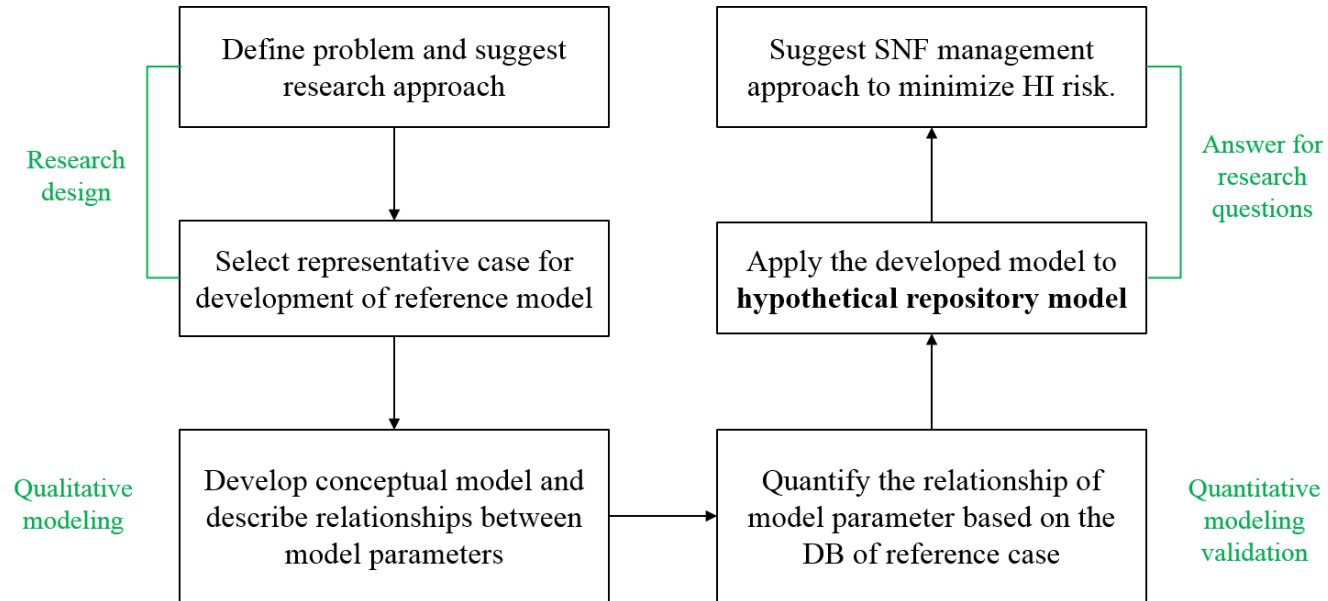 Define problem and suggest
research approach
Research
design
Select representative case for
development of reference model
Qualitative
modeling
Develop conceptual model and
describe relationships between
model parameters
Quantify the relationship of
model parameter based on the
DB of reference case
Quantitative
modeling
validation
Apply the developed model to
hypothetical repository model
Answer for
research
questions
Suggest SNF management
approach to minimize HI risk.